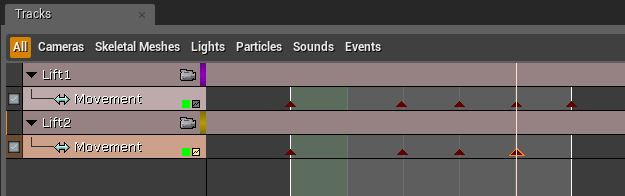 Tracks
All Cameras Skeletal Meshes Lights Particles Sounds Events
Lift1
Movement
Lift2
Movement